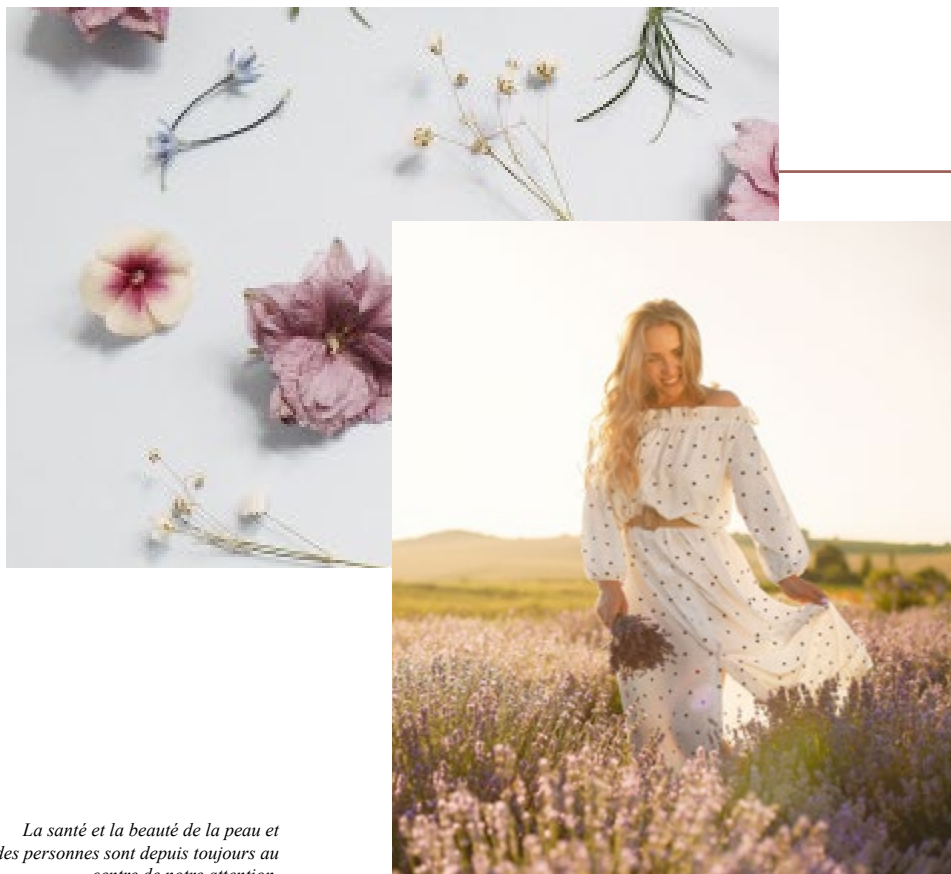 La santé et la beauté de la peau et
des personnes sont depuis toujours au
centre de notre attention.